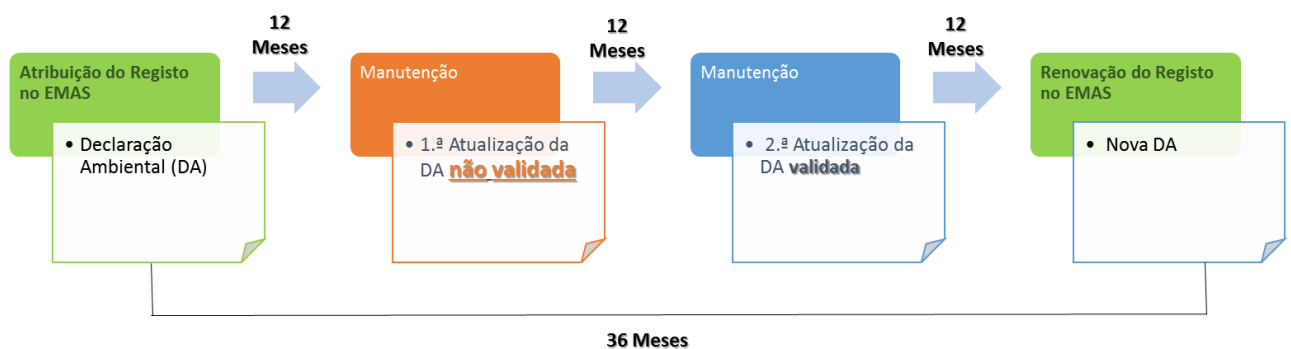 12
Meses
12
Meses
12
Meses
Atribuição do Registo
no EMAS
Manutenção
Manutenção
Renovação do Registo
no EMAS
• Declaração
Ambiental (DA)
• 1.ª Atualização da
DA não validada
• 2.ª Atualização da
DA validada
• Nova DA
36 Meses